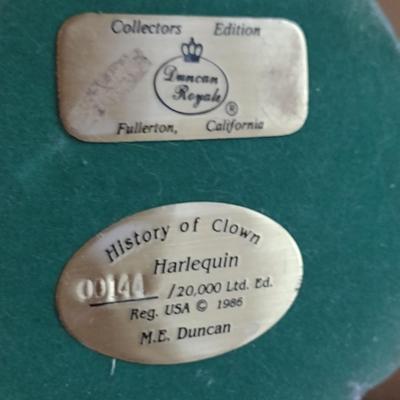 Collectors Edition
Duncan
Royale ®
Fullerton, California
History of Clown
Harlequin
00144 /20,000 Ltd. Ed.
Reg. USA © 1986
M.E. Duncan